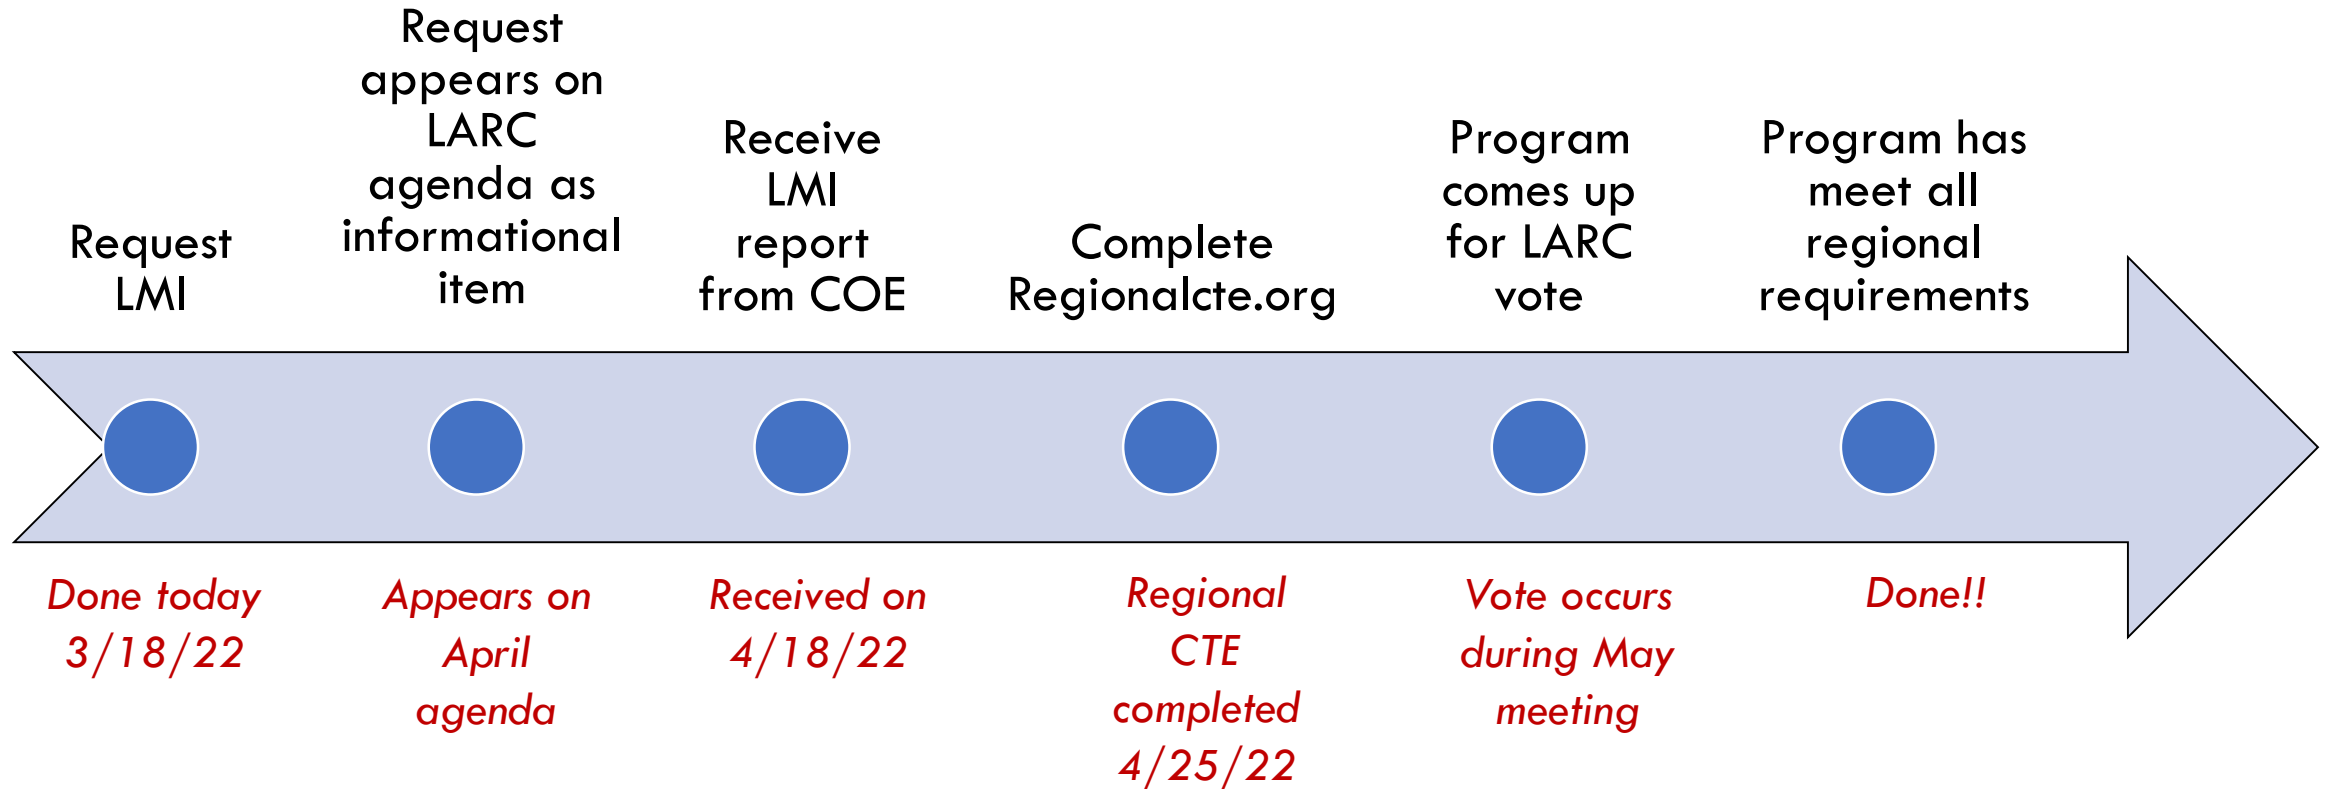 Request
LMI
Request
appears on
LARC
agenda as
informational
item
Receive
LMI
report
from COE
Complete
Regionalcte.org
Program
comes up
for LARC
vote
Program has
meet all
regional
requirements
Done today
3/18/22
Appears on
April
agenda
Received on
4/18/22
Regional
CTE
completed
4/25/22
Vote occurs
during May
meeting
Done!!